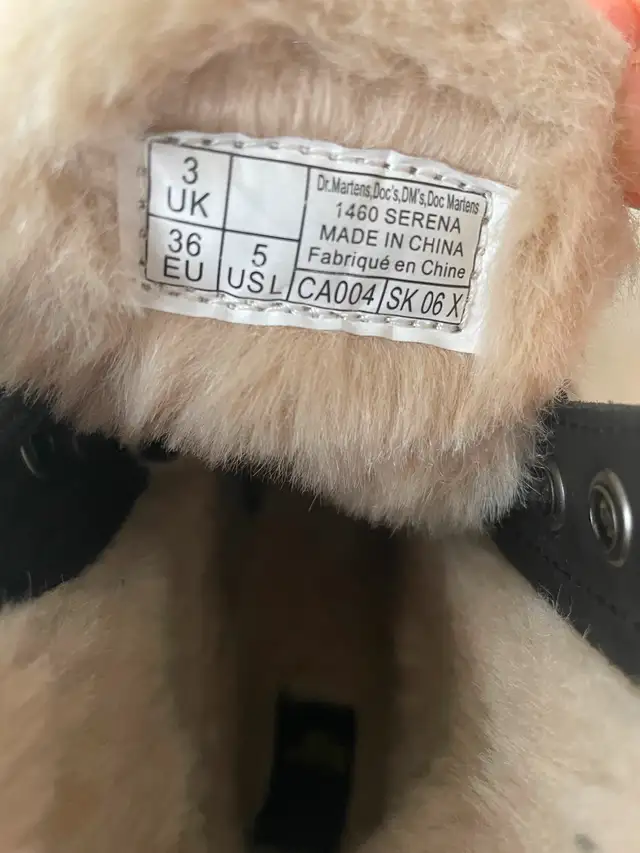 3
UK
36
EU
5
USL
Dr.Martens,Doc's,DM's,Doc Martens
1460 SERENA
MADE IN CHINA
Fabriqué en Chine
CA004
SK 06 X